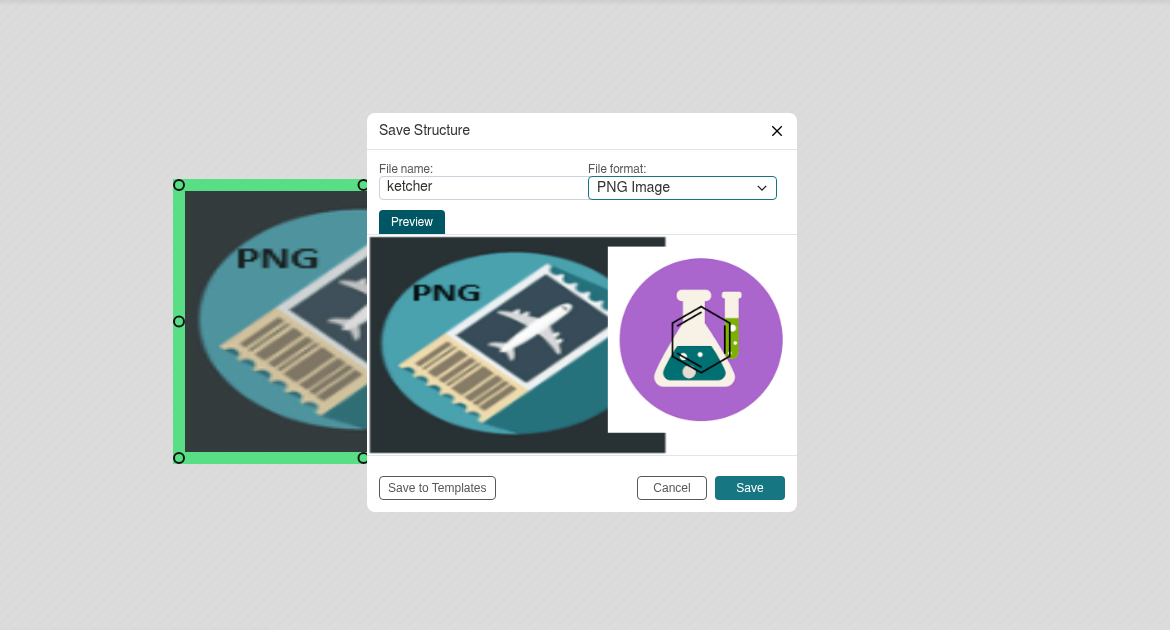 Save Structure
File name:
File format:
ketcher
PNG Image
Preview
PNG
PNG
Save to Templates
Cancel
Save